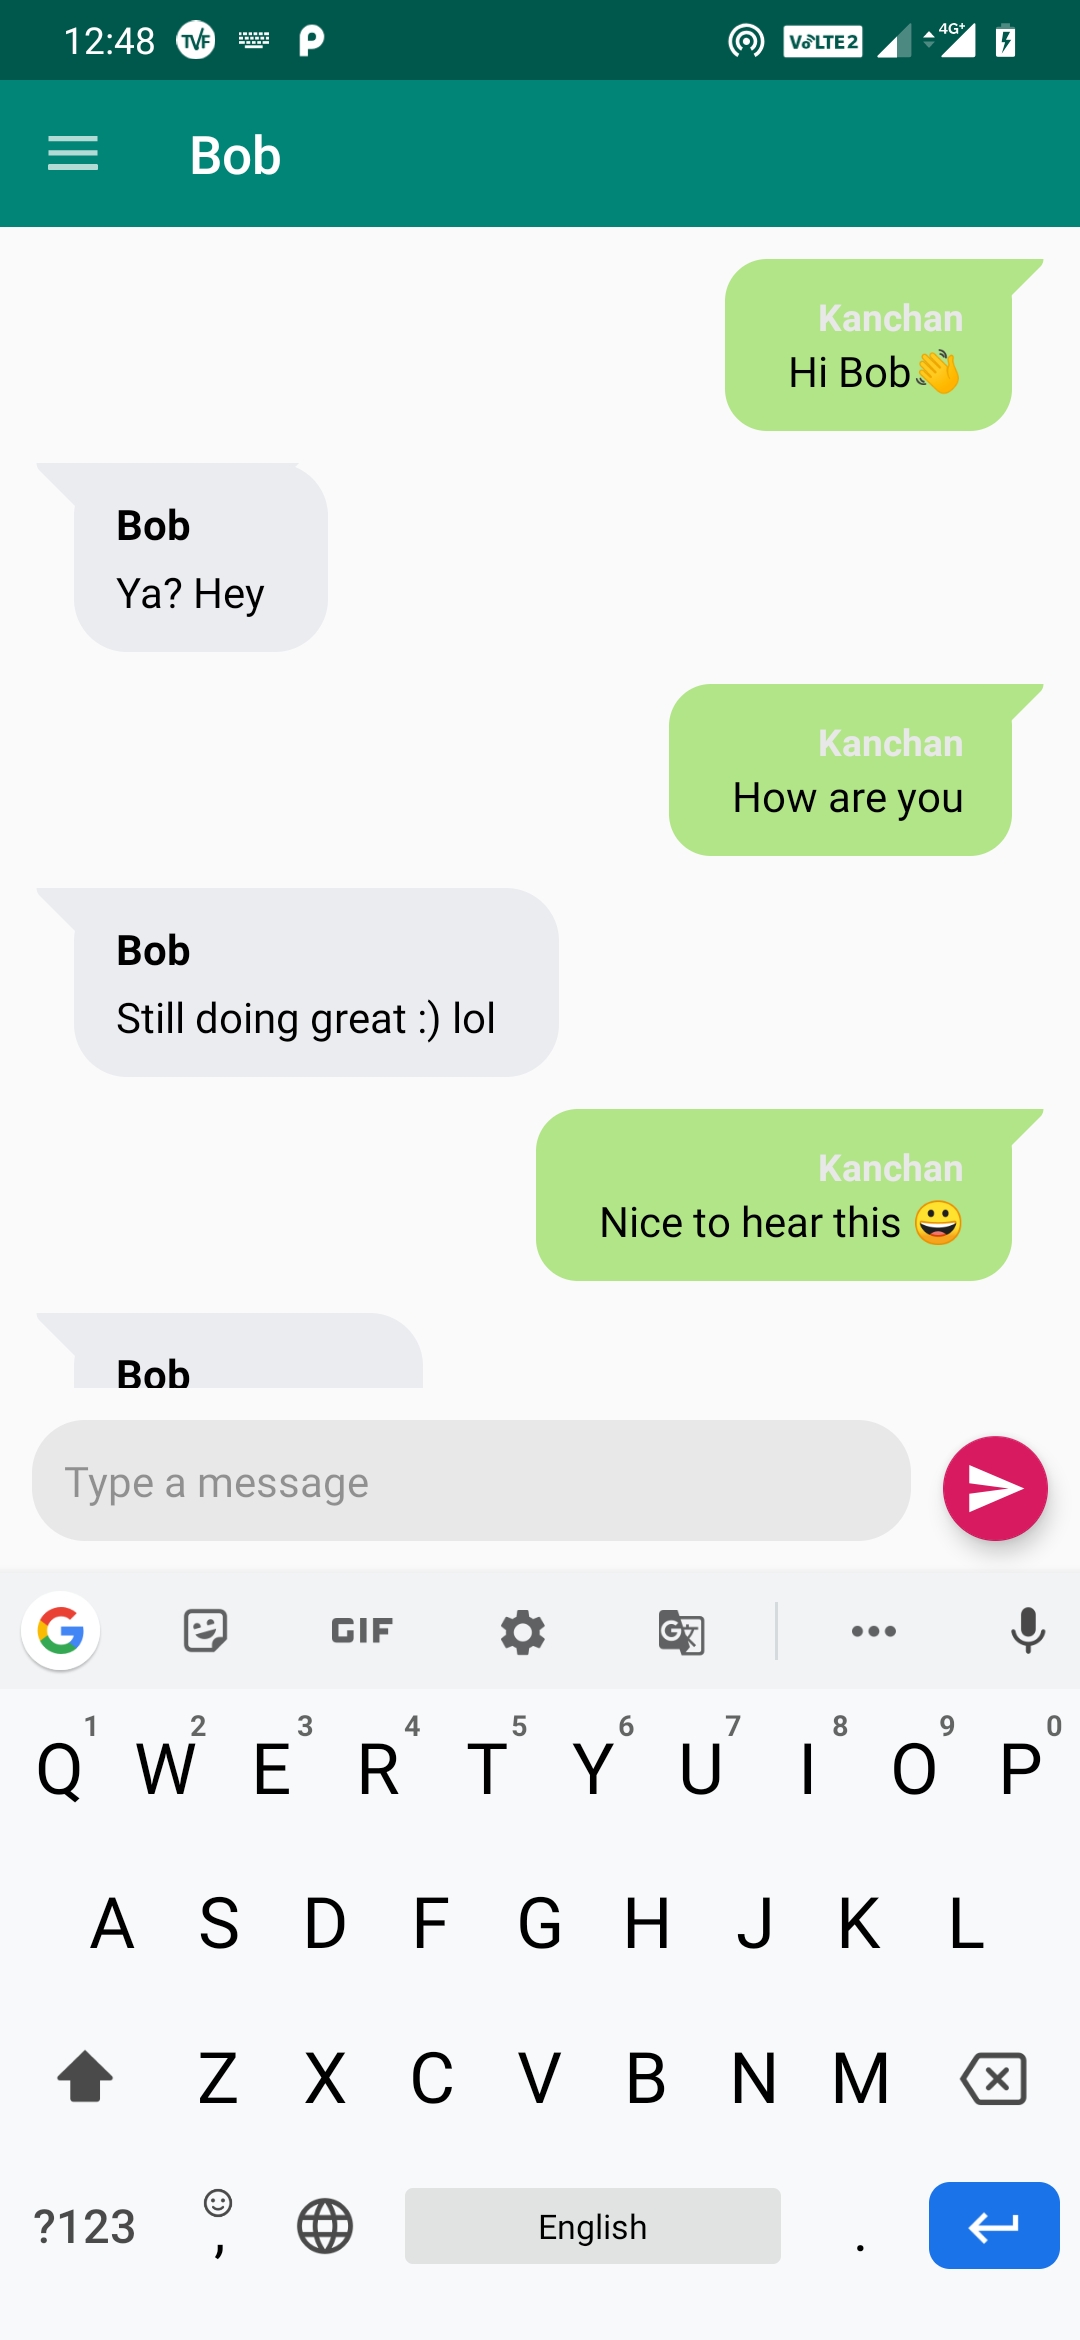 12:48 TVF VoLTE2 4G+
Bob
Kanchan
Hi Bob👋
Bob
Ya? Hey
Kanchan
How are you
Bob
Still doing great :) lol
Kanchan
Nice to hear this 😀
Bob
Type a message
G GIF G文
1 2 3 4 5 6 7 8 9 0
Q W E R T Y U I O P
A S D F G H J K L
Z X C V B N M
?123 , English .